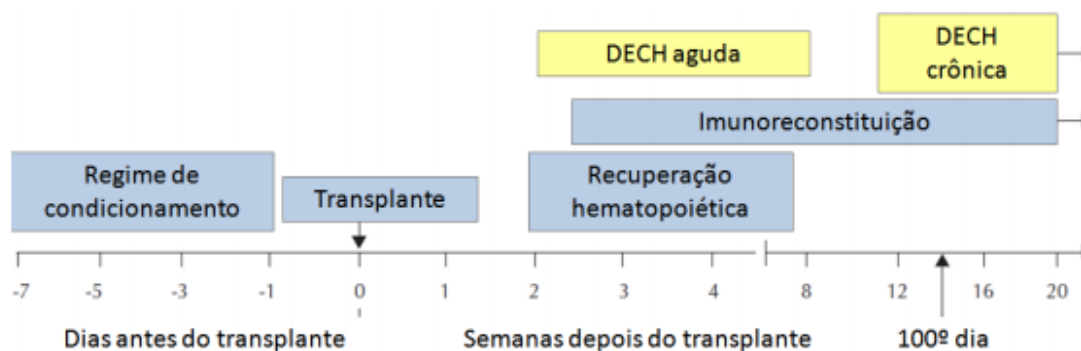 DECH aguda
DECH
crônica
Imunoreconstituição
Regime de
condicionamento
Transplante
Recuperação
hematopoiética
-7 -5 -3 -1 0 1 2 3 4 8 12 16 20
Dias antes do transplante
Semanas depois do transplante
100º dia